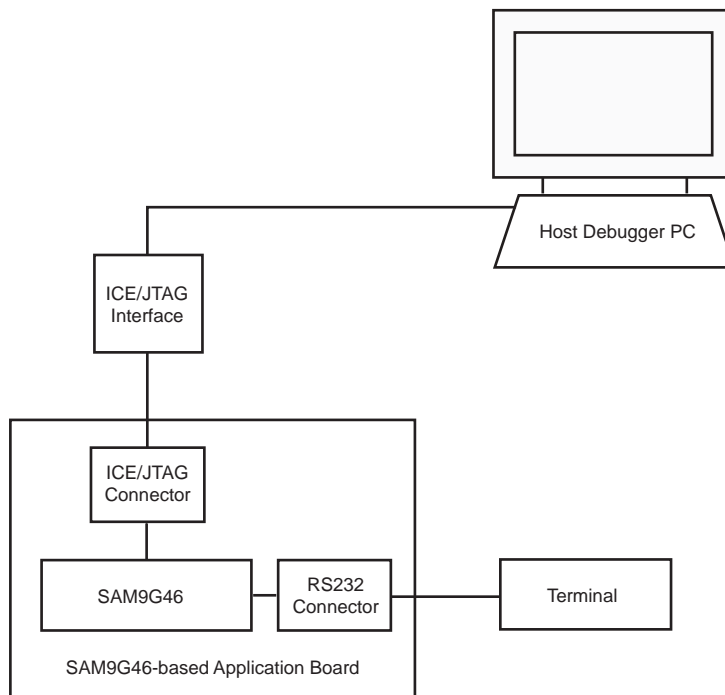 Host Debugger PC
ICE/JTAG
Interface
ICE/JTAG
Connector
SAM9G46
RS232
Connector
Terminal
SAM9G46-based Application Board